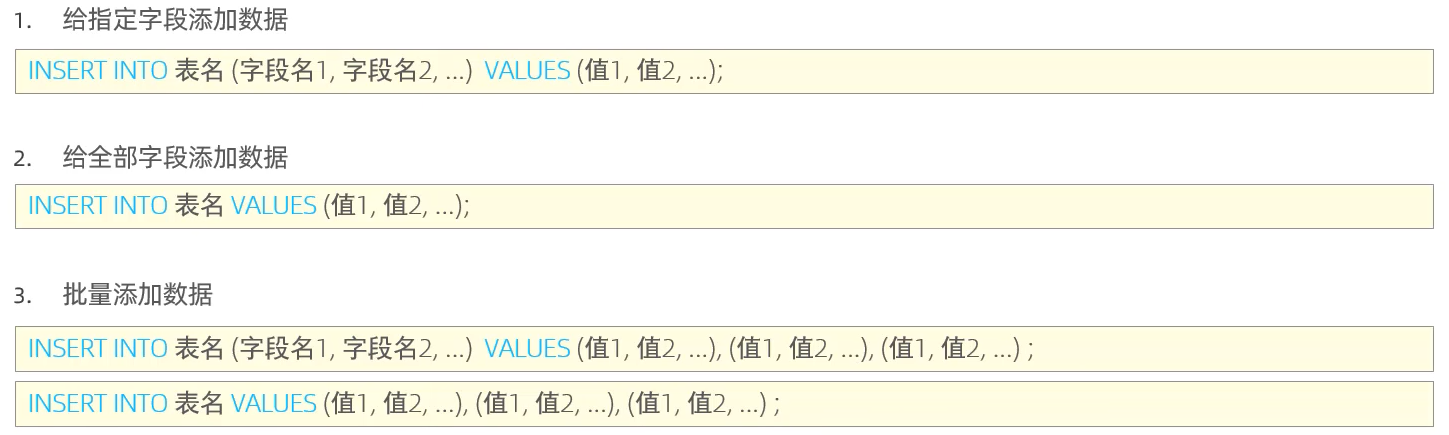 1. 给指定字段添加数据
INSERT INTO 表名 (字段名1, 字段名2, ...) VALUES (值1, 值2, ...);
2. 给全部字段添加数据
INSERT INTO 表名 VALUES (值1, 值2, ...);
3. 批量添加数据
INSERT INTO 表名 (字段名1, 字段名2, ...) VALUES (值1, 值2, ...), (值1, 值2, ...), (值1, 值2, ...) ;
INSERT INTO 表名 VALUES (值1, 值2, ...), (值1, 值2, ...), (值1, 值2, ...) ;